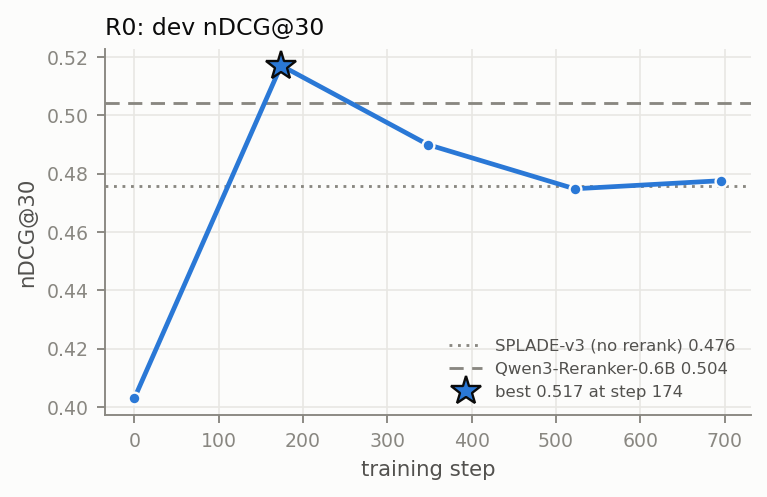 R0: dev nDCG@30
nDCG@30
0.52
0.50
0.48
0.46
0.44
0.42
0.40
SPLADE-v3 (no rerank) 0.476
Qwen3-Reranker-0.6B 0.504
best 0.517 at step 174
0 100 200 300 400 500 600 700
training step